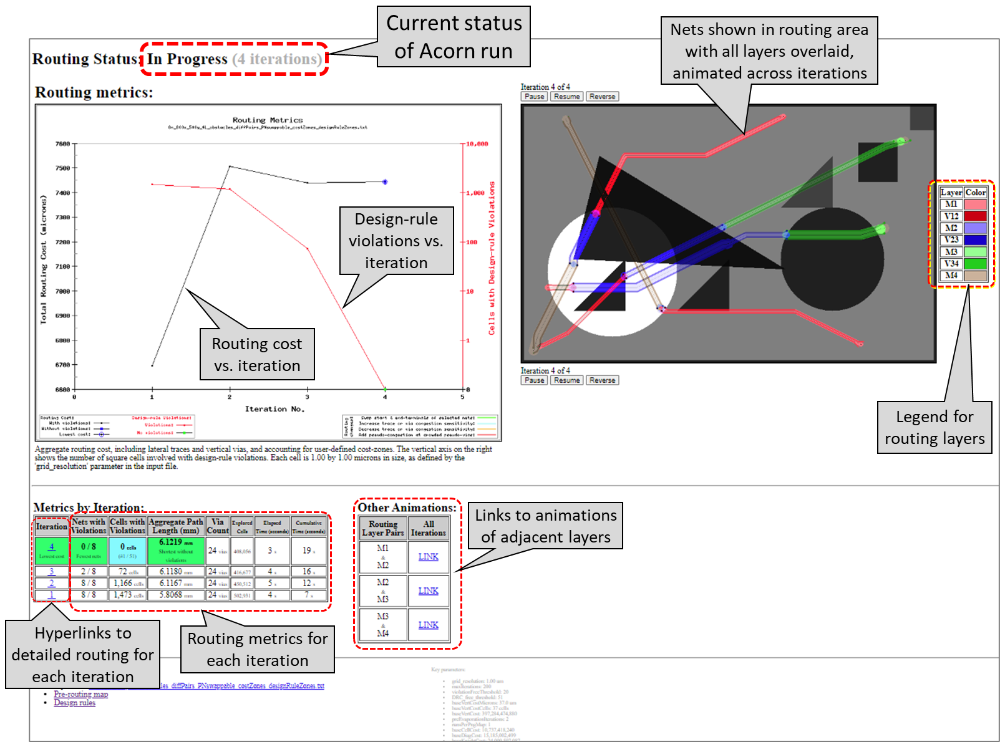 Current status
of Acorn run
Nets shown in routing area
with all layers overlaid,
animated across iterations
Routing Status: In Progress (4 iterations)
Routing metrics:
Routing Metrics
7600
7500
7400
7300
7200
7100
7000
6900
6800
6700
6600
Total Routing Cost (microns)
0
1
2
3
4
5
Iteration No.
10,000
1,000
100
10
1
0
Cells with Design-rule Violations
Design-rule
violations vs.
iteration
Routing cost
vs. iteration
Routing Cost:
With violations:
Without violations:
Lowest cost:
Design-rule Violations:
Violations:
No violations:
Routing
changes:
Swap start & end-terminals of selected nets:
Increase trace or via congestion sensitivity:
Decrease trace or via congestion sensitivity:
Add pseudo-congestion at crowded pseudo-vias:
Aggregate routing cost, including lateral traces and vertical vias, and accounting for user-defined cost-zones. The vertical axis on the right
shows the number of square cells involved with design-rule violations. Each cell is 1.00 by 1.00 microns in size, as defined by the
'grid_resolution' parameter in the input file.
Iteration 4 of 4
Pause Resume Reverse
Iteration 4 of 4
Pause Resume Reverse
Layer Color
M1
V12
M2
V23
M3
V34
M4
Legend for
routing layers
Metrics by Iteration:
Iteration Nets with Violations Cells with Violations Aggregate Path Length (mm) Via Count Explored Cells Elapsed Time (seconds) Cumulative Time (seconds)
4 Lowest cost 0 / 8 Fewest nets 0 cells (41 / 51) 6.1219 mm Shortest without violations 24 vias 408,056 3 s 19 s
3 2 / 8 72 cells 6.1180 mm 24 vias 416,677 4 s 16 s
2 8 / 8 1,166 cells 6.1167 mm 24 vias 450,512 5 s 12 s
1 8 / 8 1,473 cells 5.8068 mm 24 vias 502,931 4 s 7 s
Other Animations:
Routing Layer Pairs All Iterations
M1 & M2 LINK
M2 & M3 LINK
M3 & M4 LINK
Links to animations
of adjacent layers
Hyperlinks to
detailed routing for
each iteration
Routing metrics for
each iteration
les_diffPairs_PNswappable_costZones_designRuleZones.txt
Pre-routing map
Design rules
Key parameters:
grid_resolution: 1.00 um
maxIterations: 200
violationFreeThreshold: 20
DRC_free_threshold: 51
baseVertCostMicrons: 37.0 um
baseVertCostCells: 37 cells
baseVertCost: 397,284,474,880
preEvaporationIterations: 2
runsPerPngMap: 1
baseCellCost: 10,737,418,240
baseDiagCost: 15,185,002,499